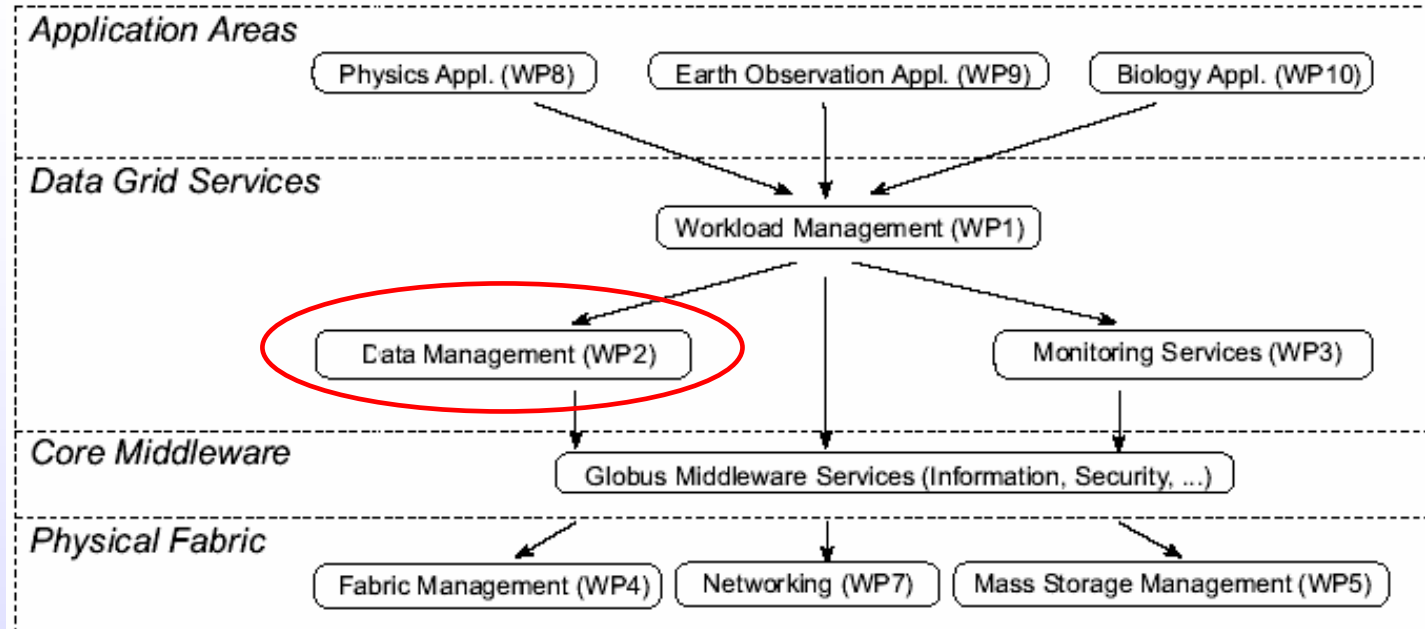 Application Areas
Physics Appl. (WP8)
Earth Observation Appl. (WP9)
Biology Appl. (WP10)
Data Grid Services
Workload Management (WP1)
Data Management (WP2)
Monitoring Services (WP3)
Core Middleware
Globus Middleware Services (Information, Security, ...)
Physical Fabric
Fabric Management (WP4)
Networking (WP7)
Mass Storage Management (WP5)